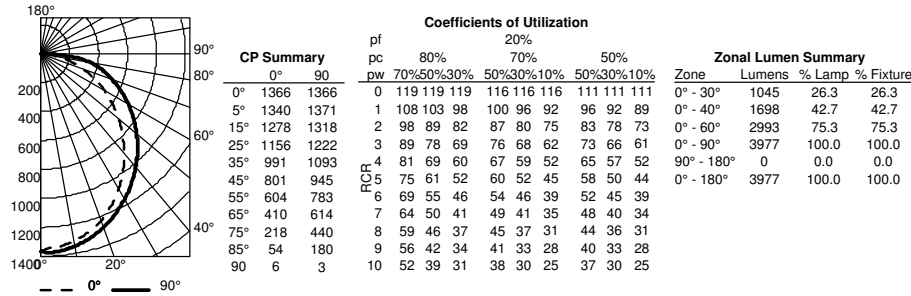 180°
90°
80°
60°
40°
20°
200
400
600
800
1000
1200
1400
0°
0° 90°
CP Summary
0° 90
0° 1366 1366
5° 1340 1371
15° 1278 1318
25° 1156 1222
35° 991 1093
45° 801 945
55° 604 783
65° 410 614
75° 218 440
85° 54 180
90 6 3
Coefficients of Utilization
pf 20%
pc 80% 70% 50%
pw 70%50%30% 50%30%10% 50%30%10%
RCR
0 119 119 119 116 116 116 111 111 111
1 108 103 98 100 96 92 96 92 89
2 98 89 82 87 80 75 83 78 73
3 89 78 69 76 68 62 73 66 61
4 81 69 60 67 59 52 65 57 52
5 75 61 52 60 52 45 58 50 44
6 69 55 46 54 46 39 52 45 39
7 64 50 41 49 41 35 48 40 34
8 59 46 37 45 37 31 44 36 31
9 56 42 34 41 33 28 40 33 28
10 52 39 31 38 30 25 37 30 25
Zonal Lumen Summary
Zone Lumens % Lamp % Fixture
0° - 30° 1045 26.3 26.3
0° - 40° 1698 42.7 42.7
0° - 60° 2993 75.3 75.3
0° - 90° 3977 100.0 100.0
90° - 180° 0 0.0 0.0
0° - 180° 3977 100.0 100.0